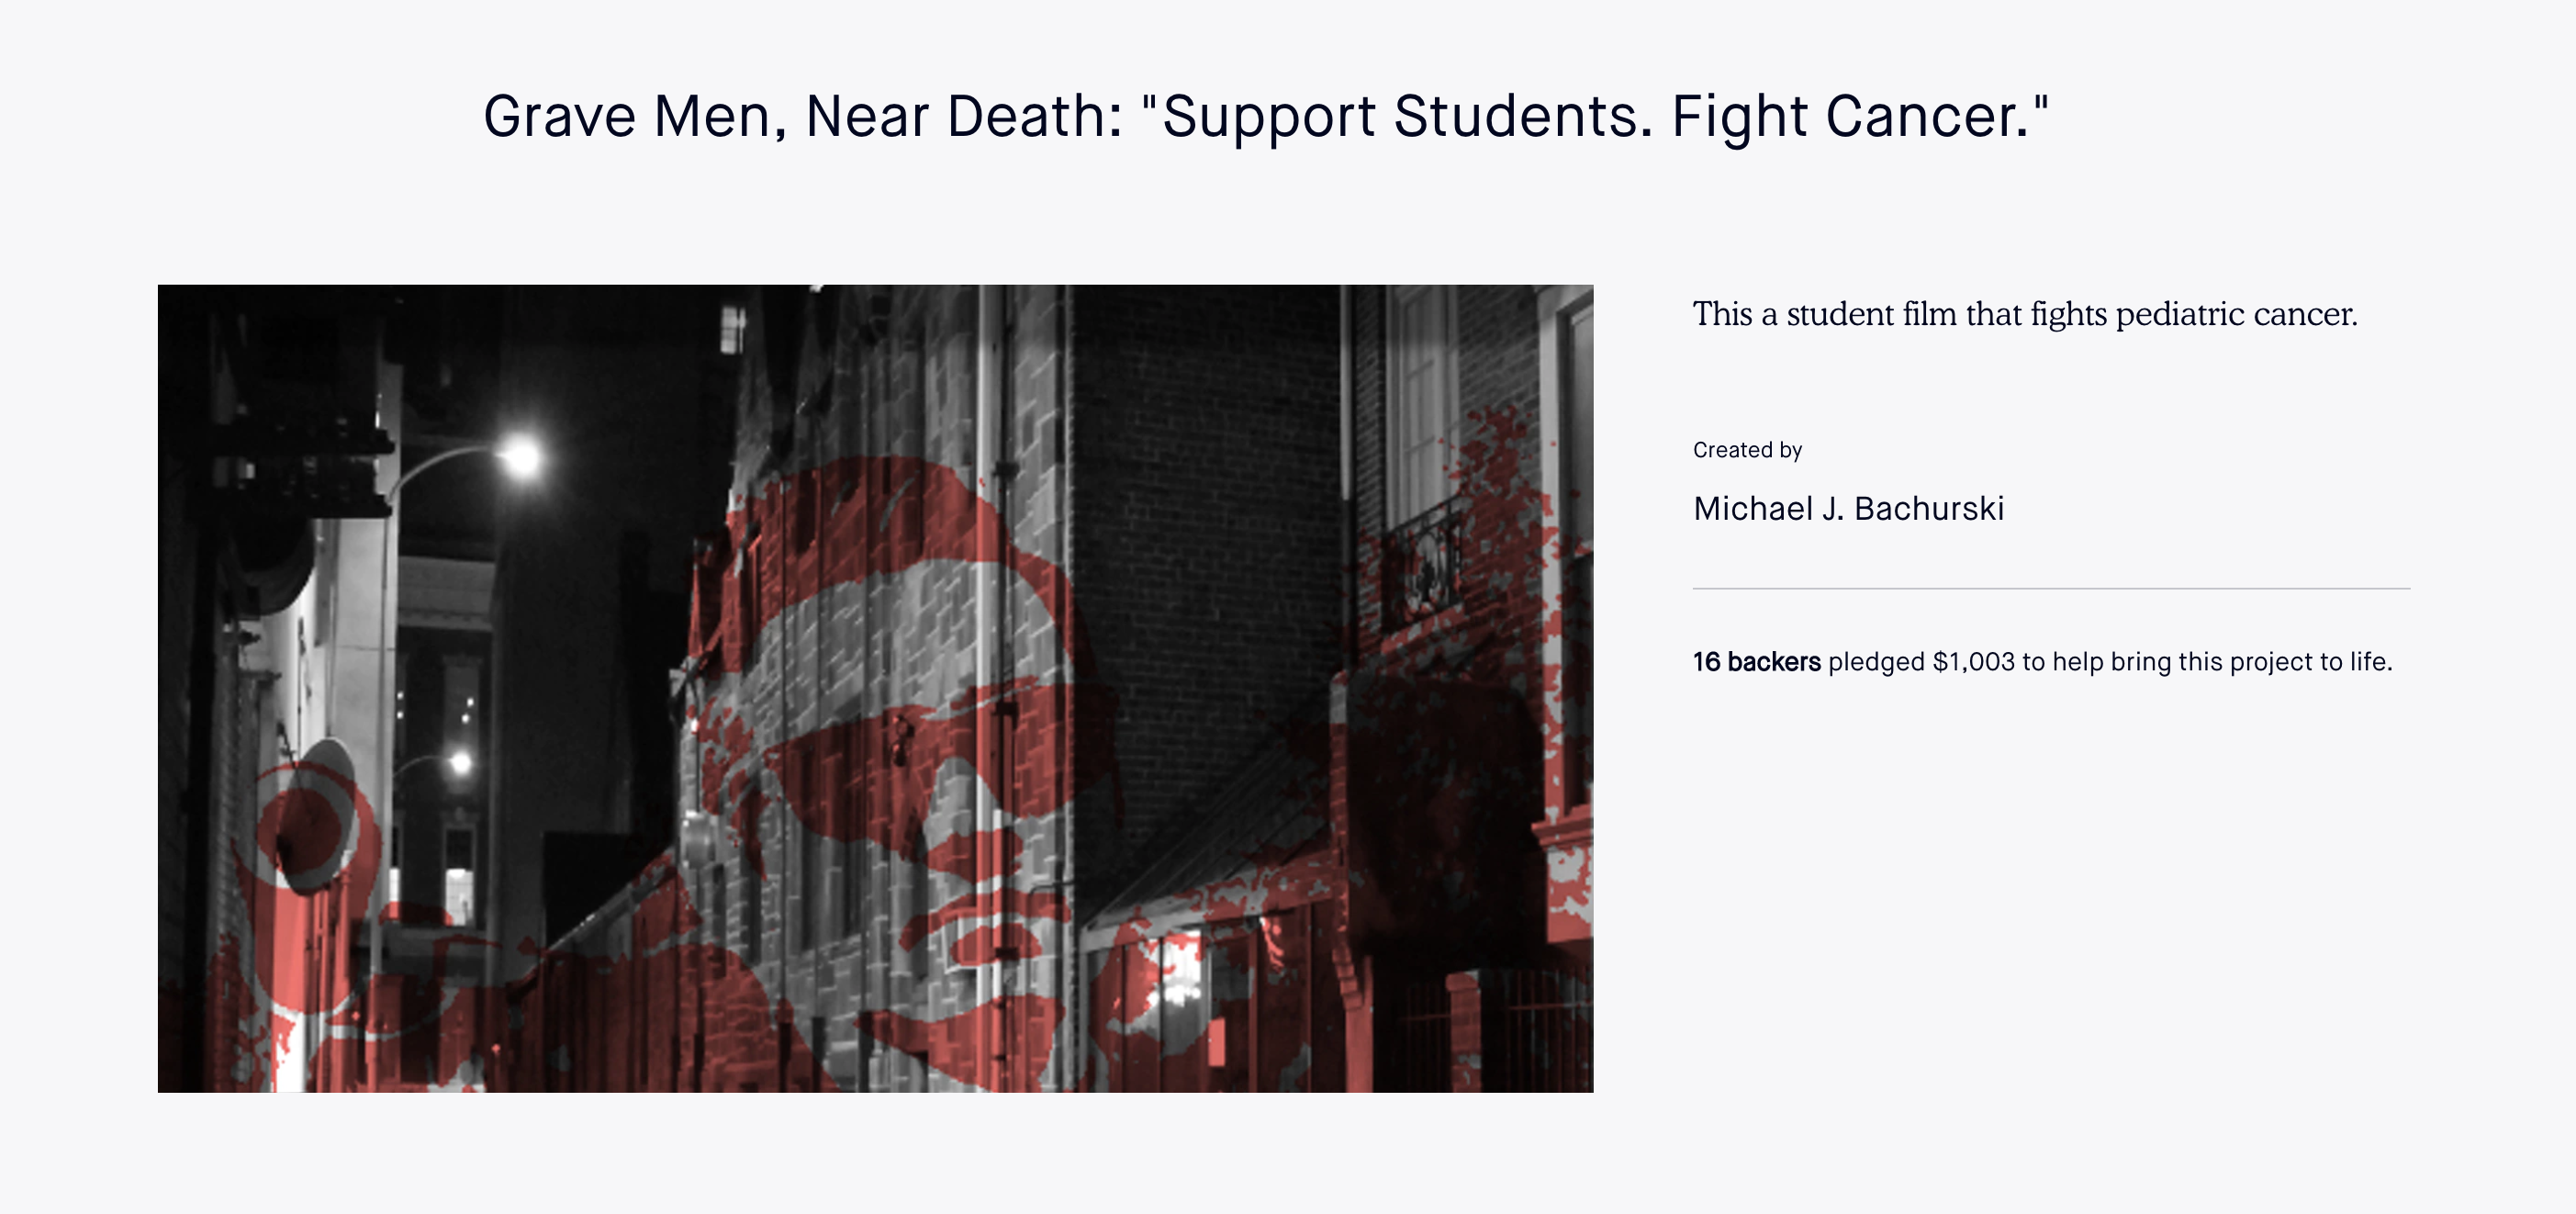 Grave Men, Near Death: "Support Students. Fight Cancer."
This a student film that fights pediatric cancer.
Created by
Michael J. Bachurski
16 backers pledged $1,003 to help bring this project to life.